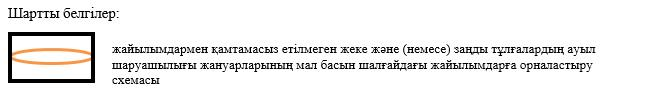 Шартты белгілер:
жайылымдармен қамтамасыз етілмеген жеке және (немесе) заңды тұлғалардың ауыл
шаруашылығы жануарларының мал басын шалғайдағы жайылымдарға орналастыру
схемасы